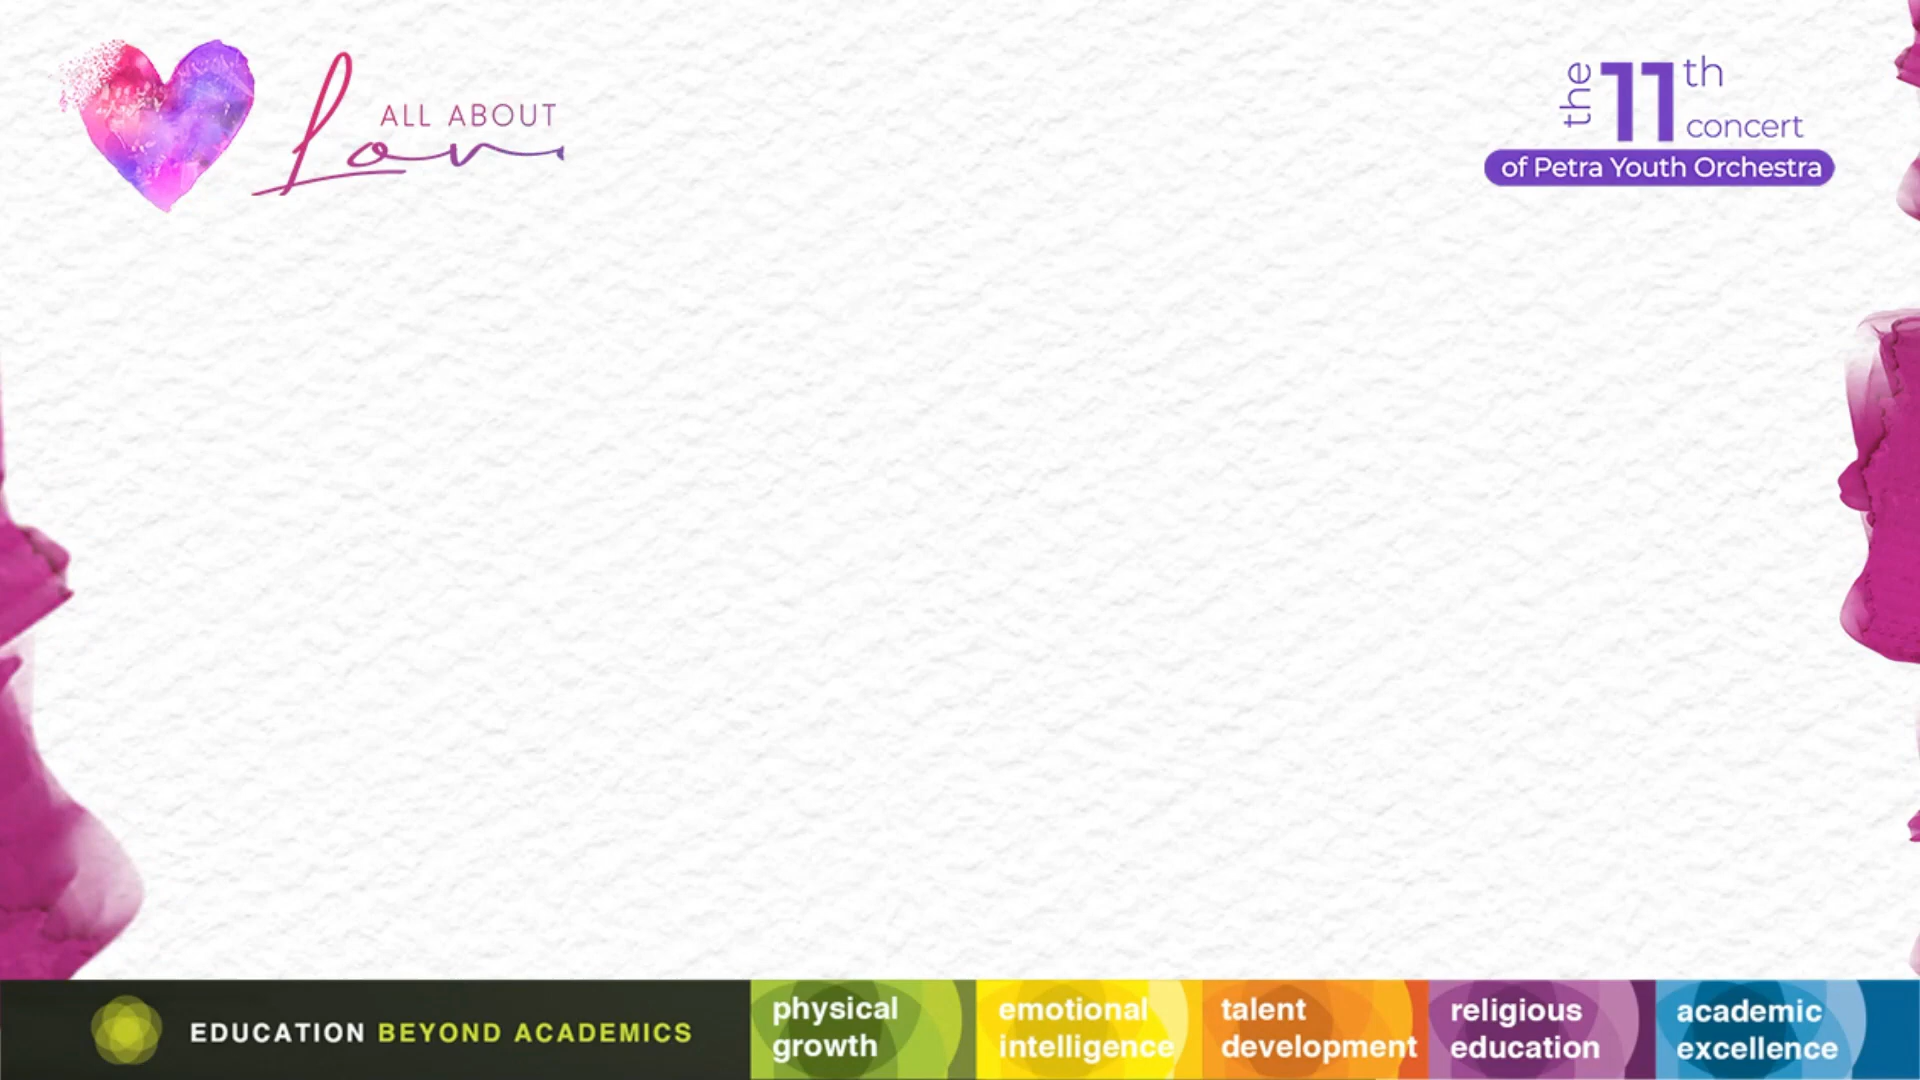 ALL ABOUT
the 11th
concert
of Petra Youth Orchestra
EDUCATION BEYOND ACADEMICS
physical
growth
emotional
intelligence
talent
development
religious
education
academic
excellence